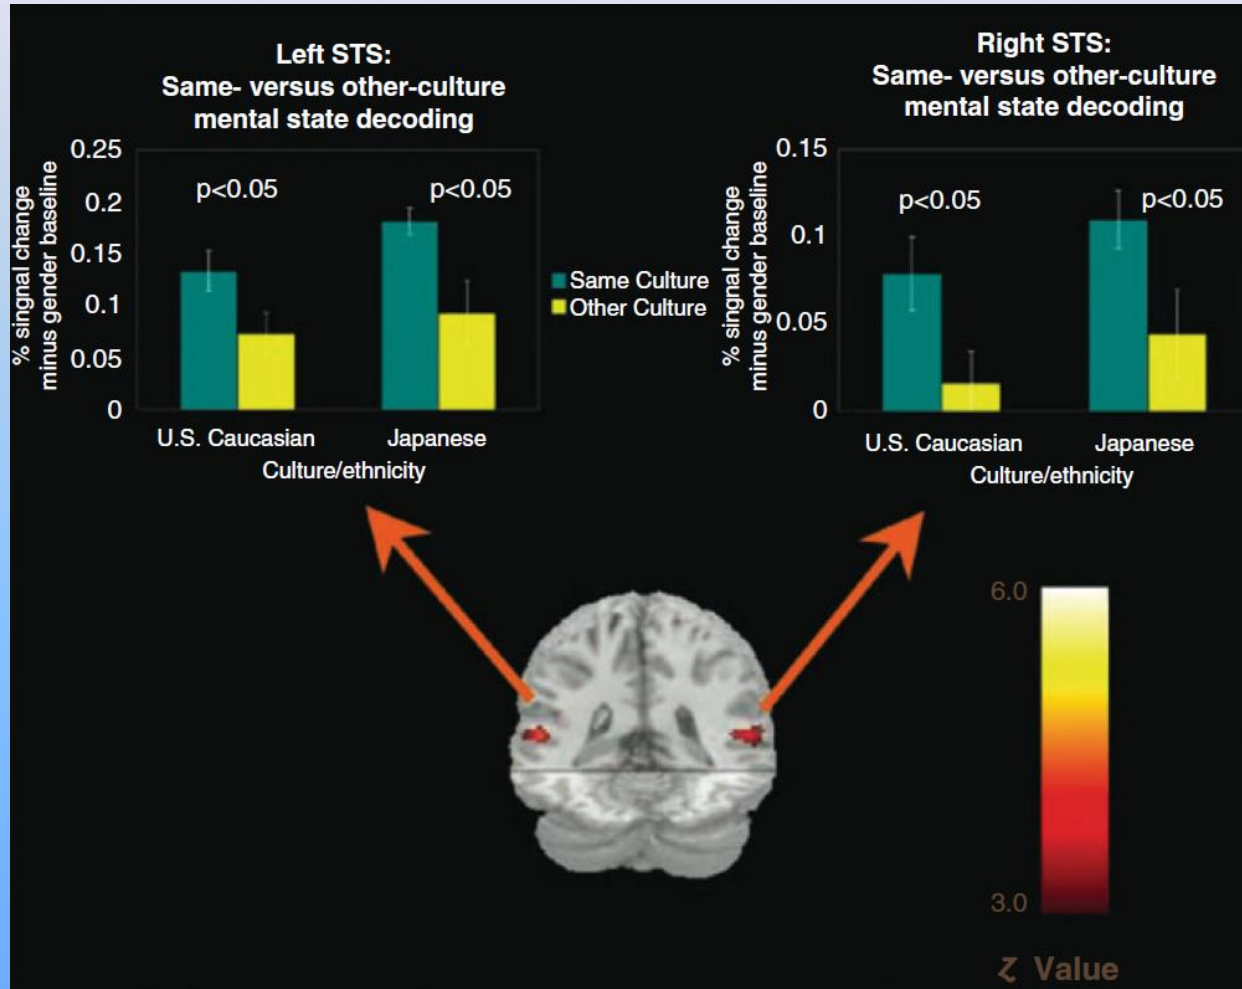 Left STS:
Same- versus other-culture
mental state decoding
% singnal change
minus gender baseline
0.25
0.2
0.15
0.1
0.05
0
p<0.05
p<0.05
U.S. Caucasian
Japanese
Culture/ethnicity
Same Culture
Other Culture
Right STS:
Same- versus other-culture
mental state decoding
% singnal change
minus gender baseline
0.15
0.1
0.05
0
p<0.05
p<0.05
U.S. Caucasian
Japanese
Culture/ethnicity
6.0
3.0
ζ Value